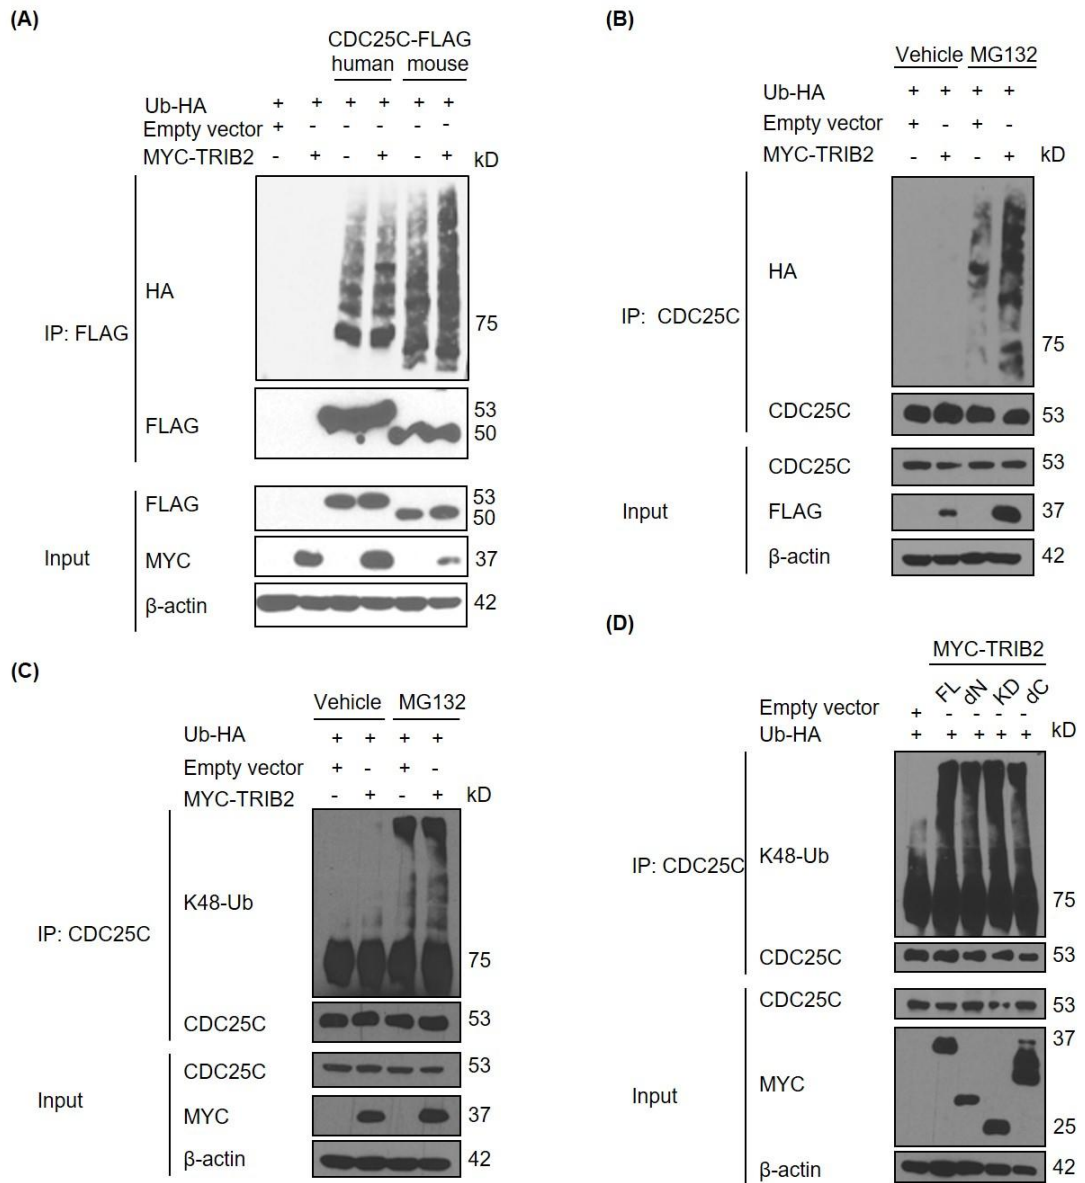 (A)
CDC25C-FLAG
human mouse
Ub-HA + + + + + +
Empty vector + - - - - -
MYC-TRIB2 - + - + - + kD
HA
75
IP: FLAG
FLAG
53
50
FLAG
53
50
Input
MYC 37
β-actin 42
(B)
Vehicle MG132
Ub-HA + + + +
Empty vector + - + -
MYC-TRIB2 - + - + kD
HA
IP: CDC25C
75
CDC25C 53
CDC25C 53
Input
FLAG 37
β-actin 42
(C)
Vehicle MG132
Ub-HA + + + +
Empty vector + - + -
MYC-TRIB2 - + - + kD
K48-Ub
IP: CDC25C
75
CDC25C 53
CDC25C 53
Input
MYC 37
β-actin 42
(D)
MYC-TRIB2
FL dN KD dC
Empty vector + - - - -
Ub-HA + + + + + kD
K48-Ub
IP: CDC25C
75
CDC25C 53
CDC25C 53
37
MYC
Input
25
β-actin 42